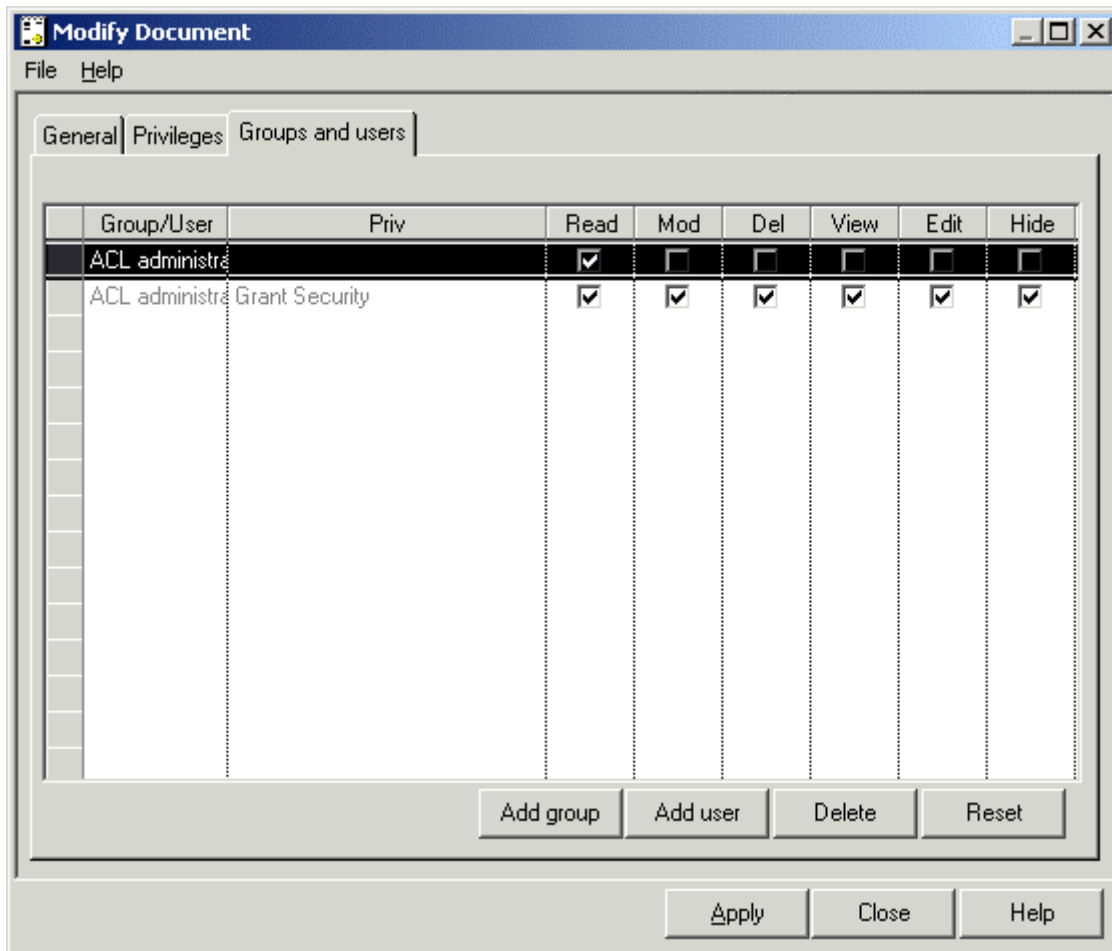 Modify Document
File Help
General Privileges Groups and users
Group/User Priv Read Mod Del View Edit Hide
ACL administra
ACL administra Grant Security
Add group Add user Delete Reset
Apply Close Help